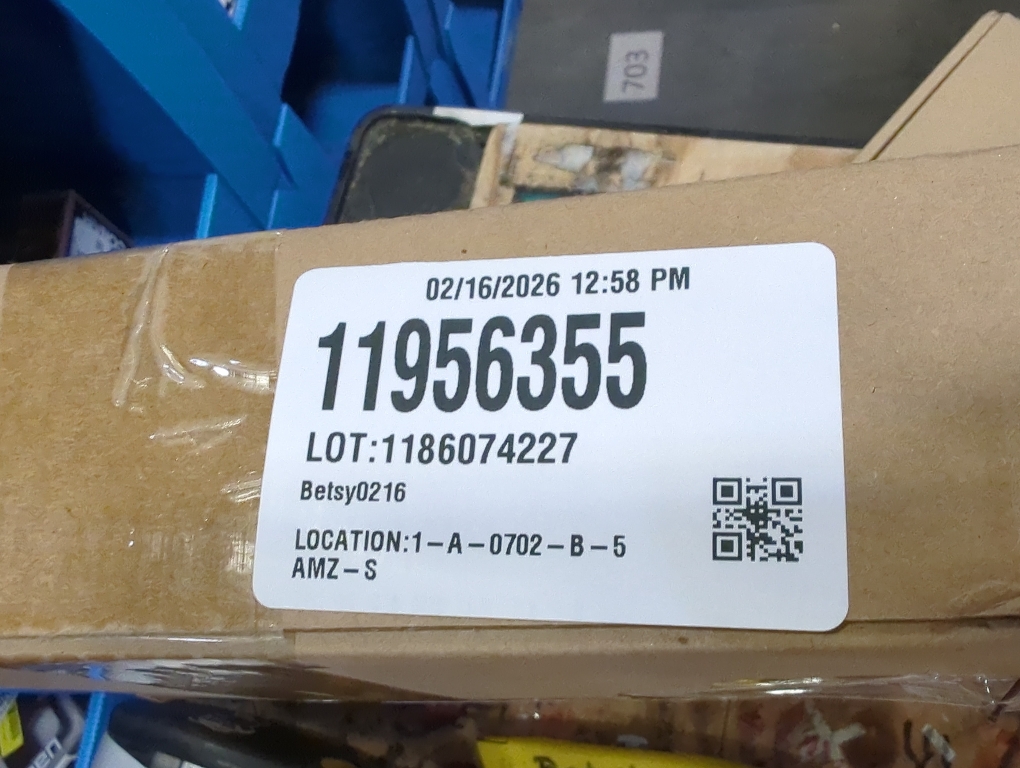 703
02/16/2026 12:58 PM
11956355
LOT:1186074227
Betsy0216
LOCATION:1-A-0702-B-5
AMZ-S